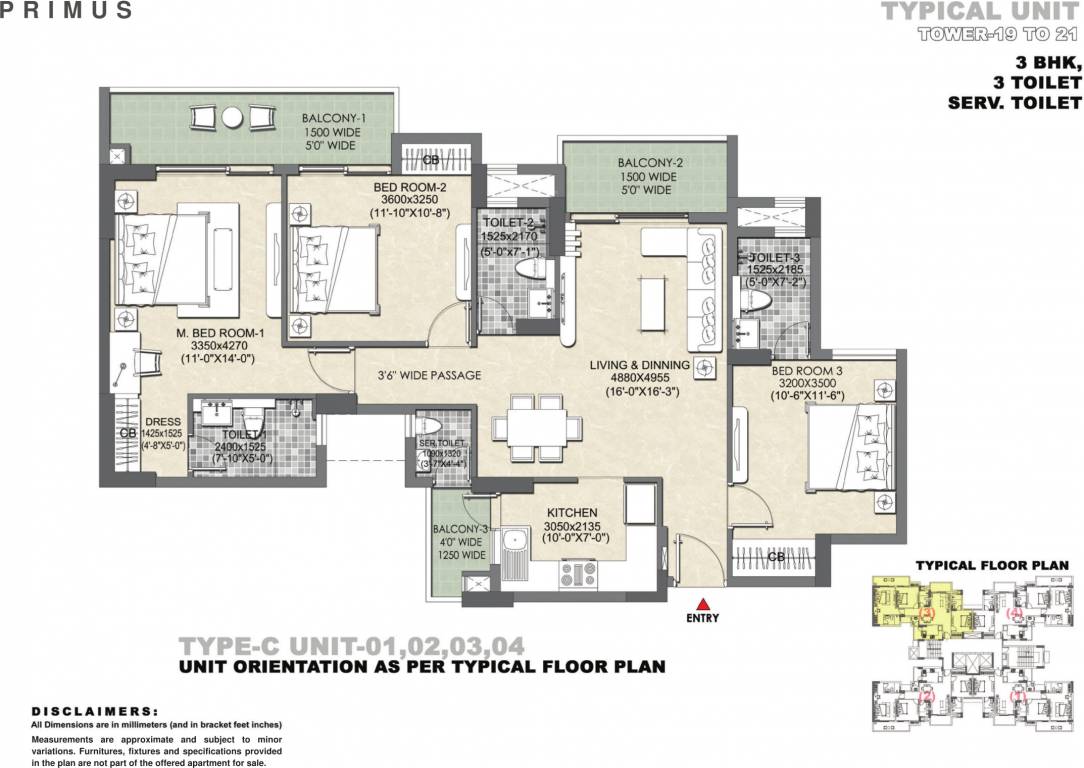 PRIMUS
TYPICAL UNIT
TOWER-19 TO 21
3 BHK,
3 TOILET
SERV. TOILET
BALCONY-1
1500 WIDE
5'0" WIDE
CB
BALCONY-2
1500 WIDE
5'0" WIDE
BED ROOM-2
3600x3250
(11'-10"X10'-8")
TOILET-2
1525x2170
(5'-0"x7'-1")
TOILET-3
1525x2185
(5'-0"X7'-2")
M. BED ROOM-1
3350x4270
(11'-0"X14'-0")
3'6" WIDE PASSAGE
LIVING & DINNING
4880X4955
(16'-0"X16'-3")
BED ROOM 3
3200X3500
(10'-6"X11'-6")
DRESS
1425x1525
(4'-8"X5'-0")
CB
TOILET-1
2400x1525
(7'-10"X5'-0")
SER.TOILET
1090x1320
(3'-7"X4'-4")
BALCONY-3
4'0" WIDE
1250 WIDE
KITCHEN
3050x2135
(10'-0"X7'-0")
CB
ENTRY
TYPICAL FLOOR PLAN
(3)
(4)
(2)
(1)
TYPE-C UNIT-01,02,03,04
UNIT ORIENTATION AS PER TYPICAL FLOOR PLAN
DISCLAIMERS:
All Dimensions are in millimeters (and in bracket feet inches)
Measurements are approximate and subject to minor
variations. Furnitures, fixtures and specifications provided
in the plan are not part of the offered apartment for sale.